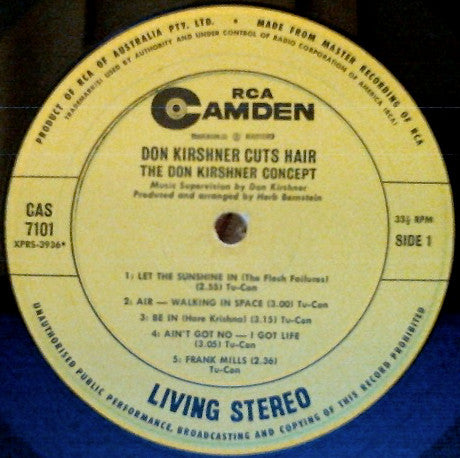 PRODUCT OF RCA OF AUSTRALIA PTY. LTD. • MADE FROM MASTER RECORDING OF RCA
TRADEMARK(S) USED BY AUTHORITY AND UNDER CONTROL OF RADIO CORPORATION OF AMERICA (RCA)
RCA
CAMDEN
DON KIRSHNER CUTS HAIR
THE DON KIRSHNER CONCEPT
Music Supervision by Don Kirshner
Produced and arranged by Herb Bernstein
CAS
7101
XPRS-3936*
33⅓ RPM
SIDE 1
1: LET THE SUNSHINE IN (The Flesh Failures)
(2.55) Tu-Con
2: AIR — WALKING IN SPACE (3.00) Tu-Con
3: BE IN (Hare Krishna) (3.15) Tu-Con
4: AIN'T GOT NO — I GOT LIFE
(3.05) Tu-Con
5: FRANK MILLS (2.36)
Tu-Con
LIVING STEREO
UNAUTHORISED PUBLIC PERFORMANCE, BROADCASTING AND COPYING OF THIS RECORD PROHIBITED